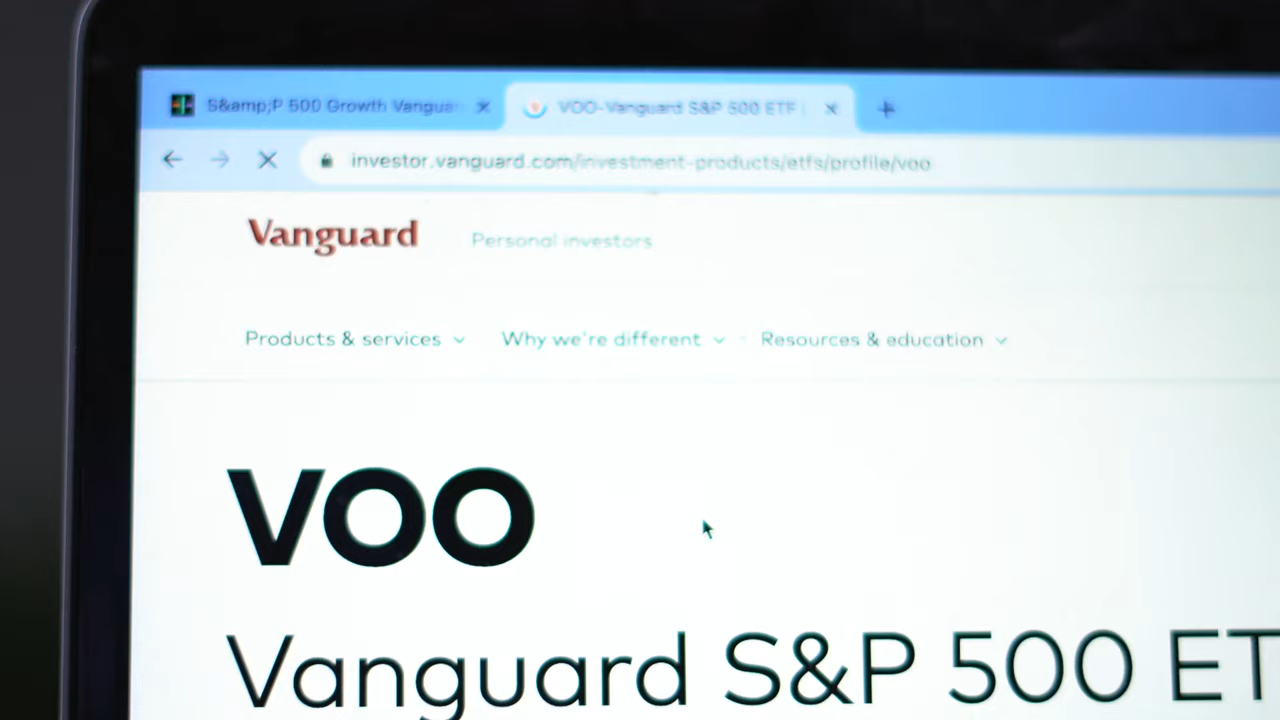 S&amp;P 500 Growth Vangua
VOO-Vanguard S&P 500 ETF |
investor.vanguard.com/investment-products/etfs/profile/voo
Vanguard Personal investors
Products & services Why we're different Resources & education
VOO
Vanguard S&P 500 ET